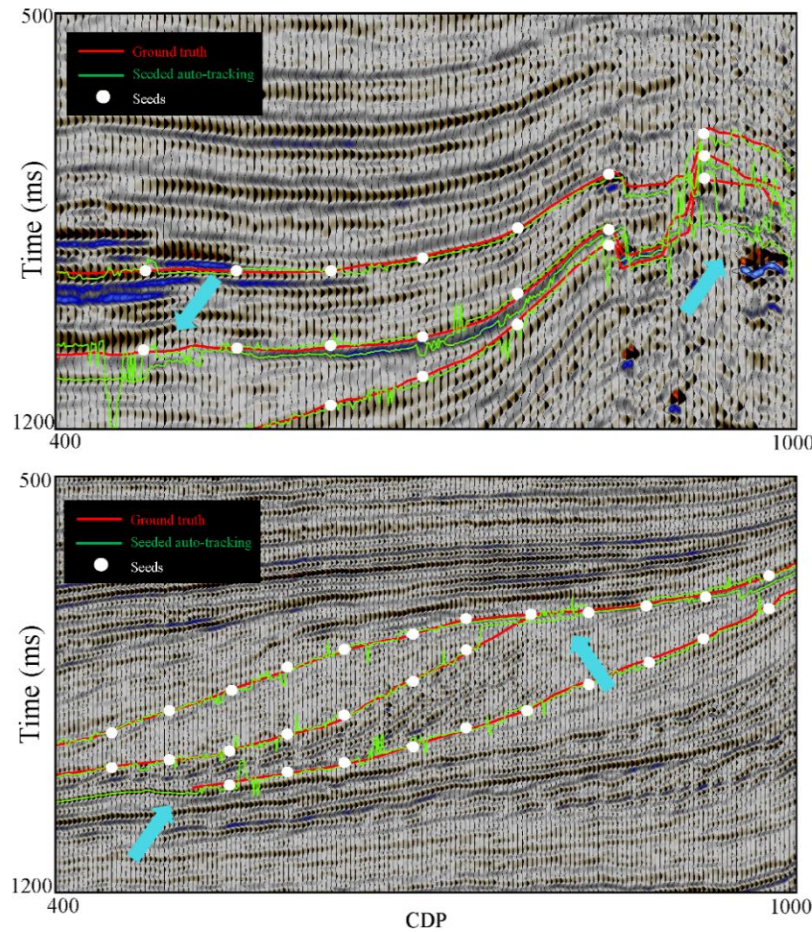 500
Ground truth
Seeded auto-tracking
Seeds
Time (ms)
1200
400
1000
500
Ground truth
Seeded auto-tracking
Seeds
Time (ms)
1200
400
1000
CDP